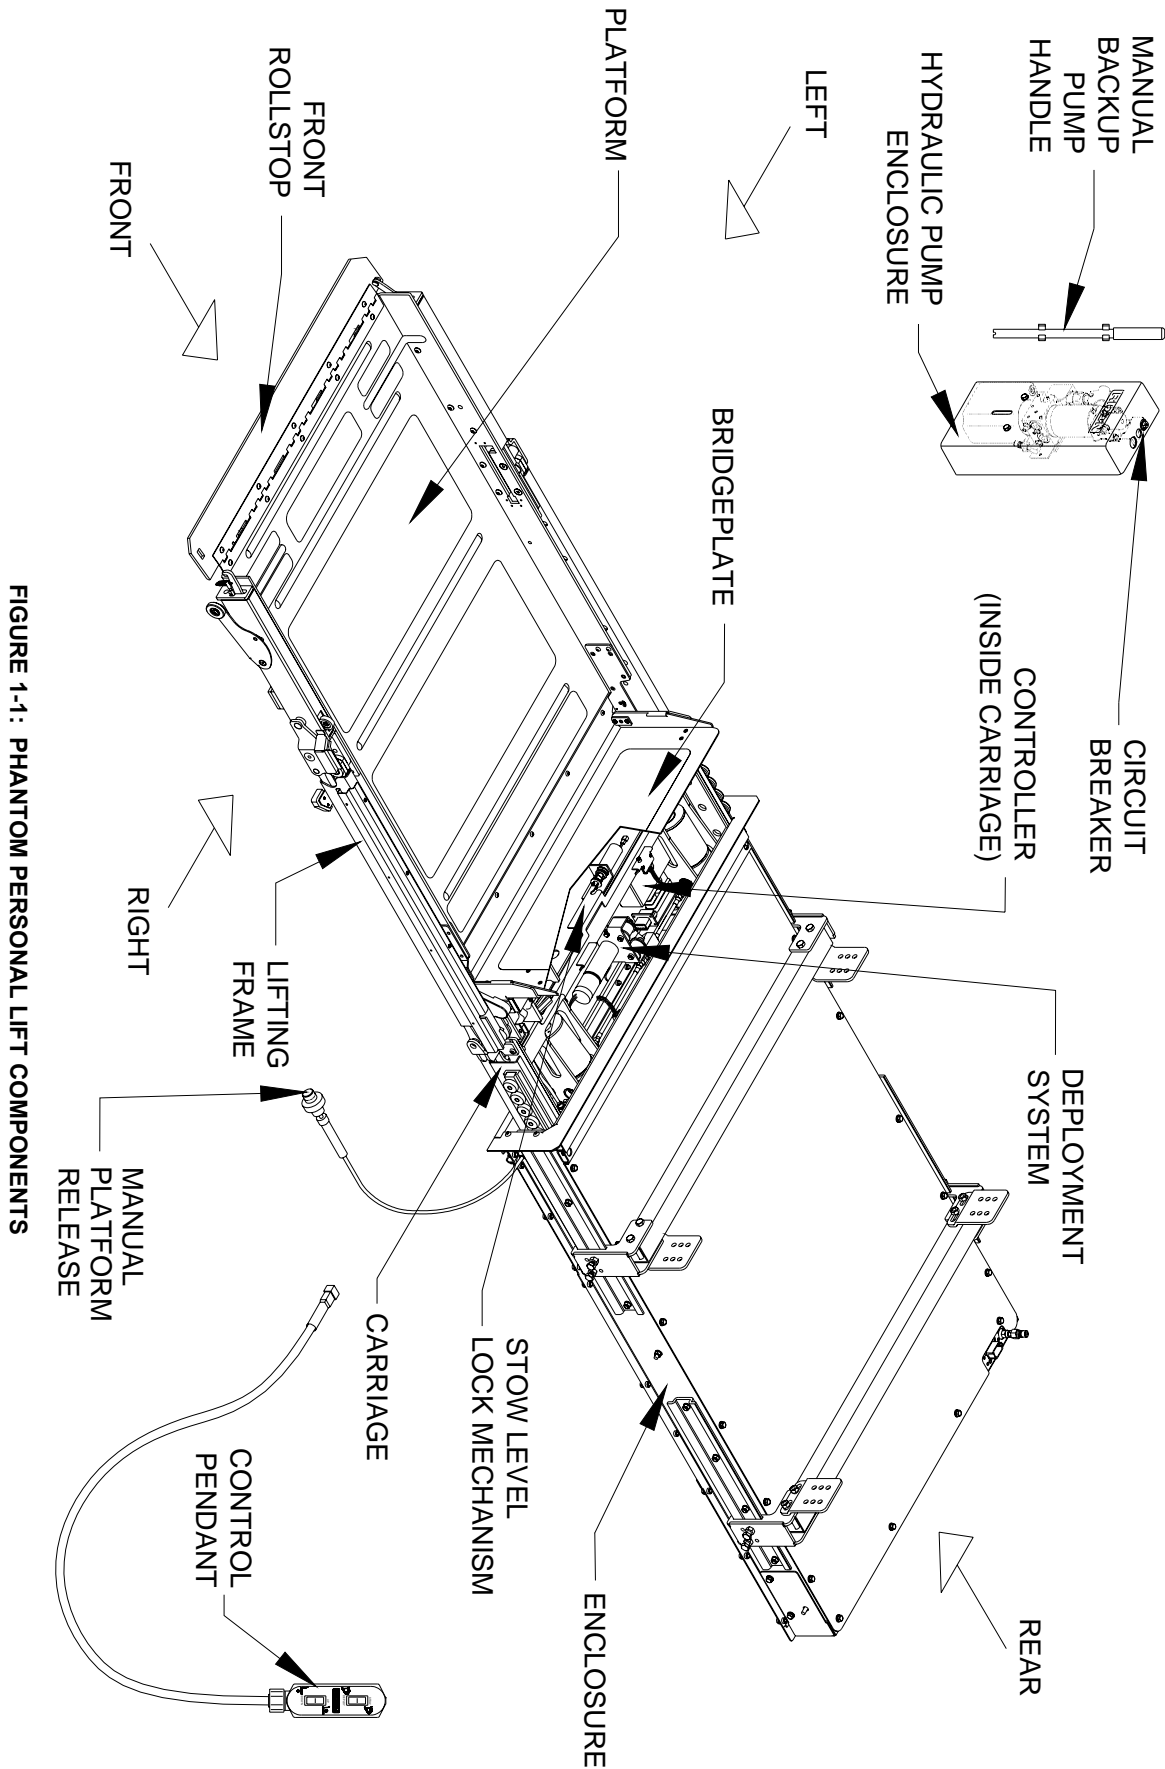 MANUAL
BACKUP
PUMP
HANDLE
HYDRAULIC PUMP
ENCLOSURE
CIRCUIT
BREAKER
CONTROLLER
(INSIDE CARRIAGE)
DEPLOYMENT
SYSTEM
REAR
LEFT
BRIDGEPLATE
PLATFORM
ENCLOSURE
STOW LEVEL
LOCK MECHANISM
FRONT
ROLLSTOP
CARRIAGE
LIFTING
FRAME
CONTROL
PENDANT
FRONT
RIGHT
MANUAL
PLATFORM
RELEASE
FIGURE 1-1: PHANTOM PERSONAL LIFT COMPONENTS